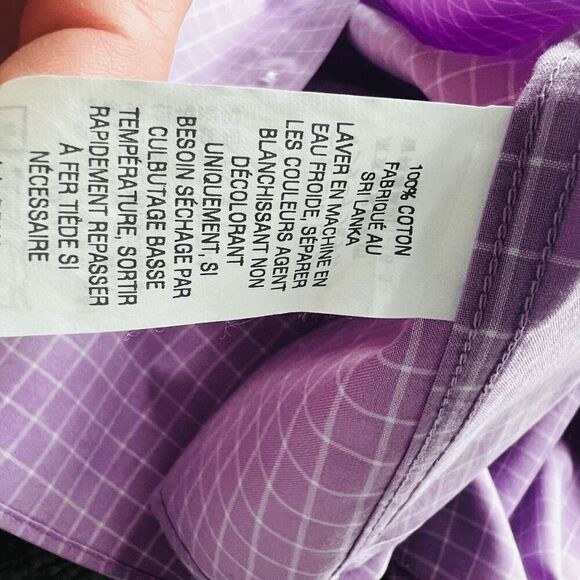 100% COTON
FABRIQUÉ AU
SRI LANKA
LAVER EN MACHINE EN
EAU FROIDE, SÉPARER
LES COULEURS AGENT
BLANCHISSANT NON
DÉCOLORANT
UNIQUEMENT, SI
BESOIN SÉCHAGE PAR
CULBUTAGE BASSE
TEMPÉRATURE, SORTIR
RAPIDEMENT REPASSER
À FER TIÈDE SI
NÉCESSAIRE